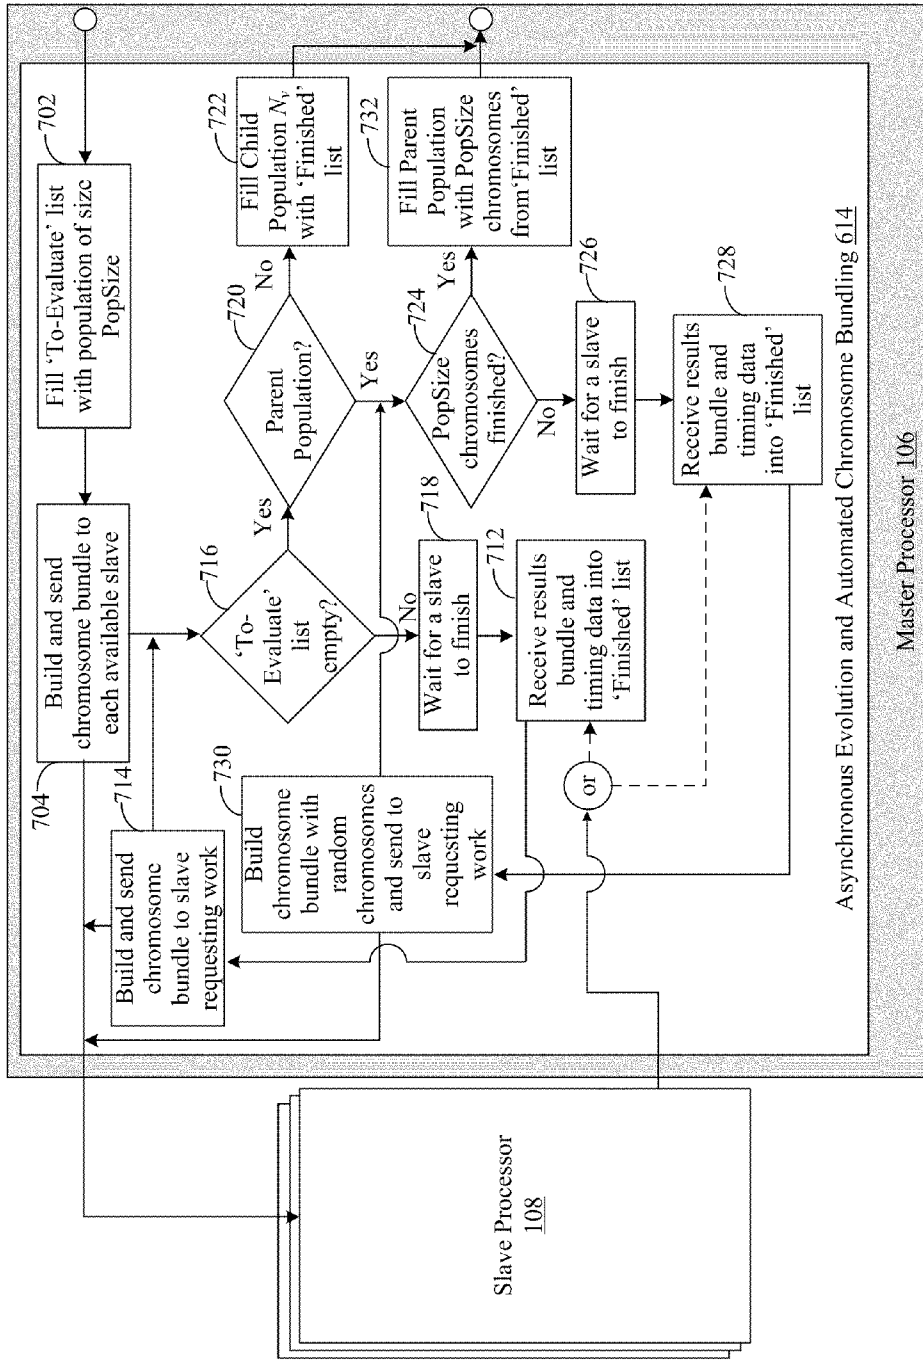 702
Fill 'To-Evaluate' list
with population of size
PopSize
704
Build and send
chromosome bundle to
each available slave
714
Build and send
chromosome
bundle to slave
requesting work
716
'To-
Evaluate'
list
empty?
Yes
No
720
Parent
Population?
No
Yes
722
Fill Child
Population Nv
with 'Finished'
list
718
Wait for a slave
to finish
712
Receive results
bundle and
timing data into
'Finished' list
730
Build
chromosome
bundle with
random
chromosomes
and send to
slave
requesting
work
724
PopSize
chromosomes
finished?
Yes
No
732
Fill Parent
Population
with PopSize
chromosomes
from 'Finished'
list
726
Wait for a slave
to finish
728
Receive results
bundle and
timing data
into 'Finished'
list
or
Slave Processor
108
Asynchronous Evolution and Automated Chromosome Bundling 614
Master Processor 106